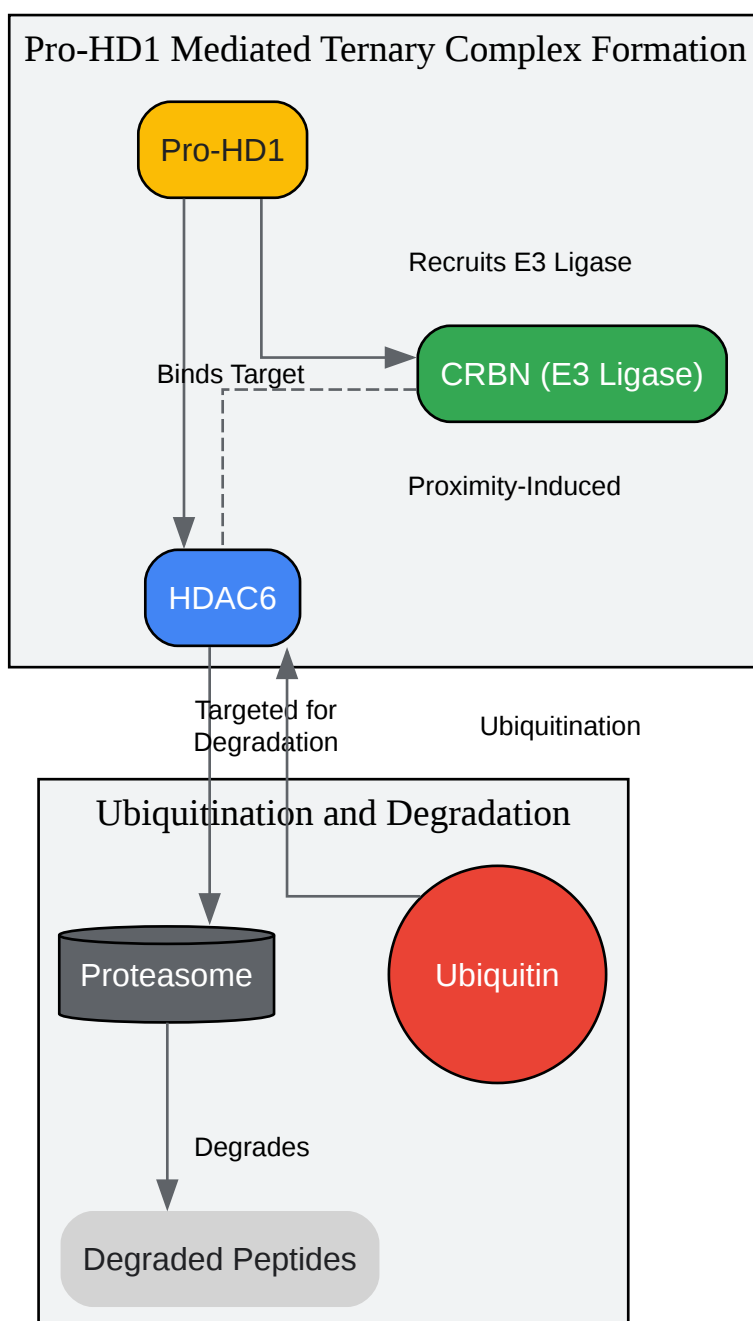 Pro-HD1 Mediated Ternary Complex Formation
Pro-HD1
Recruits E3 Ligase
CRBN (E3 Ligase)
Binds Target
Proximity-Induced
HDAC6
Targeted for
Degradation
Ubiquitination
Ubiquitination and Degradation
Proteasome
Ubiquitin
Degrades
Degraded Peptides